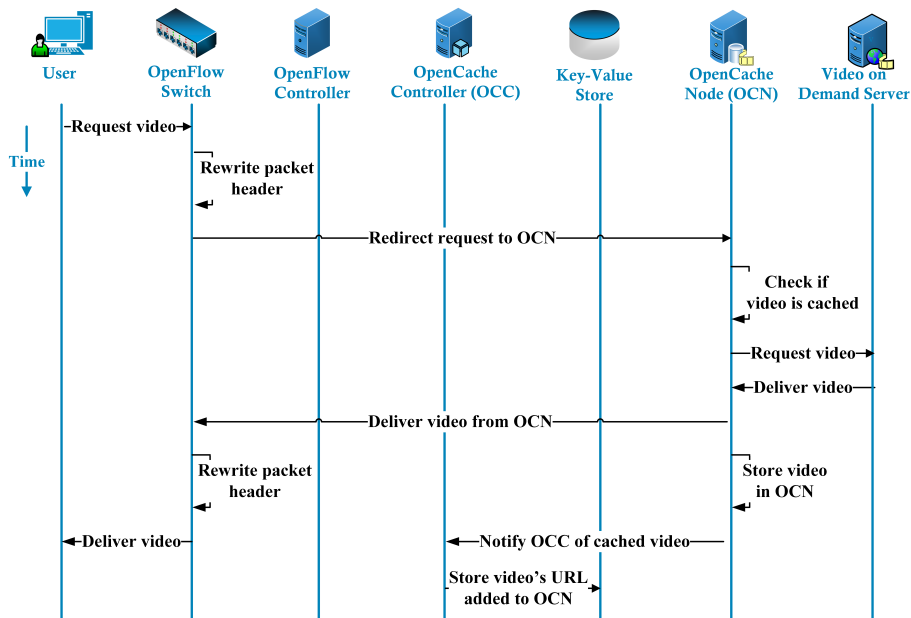 User
OpenFlow
Switch
OpenFlow
Controller
OpenCache
Controller (OCC)
Key-Value
Store
OpenCache
Node (OCN)
Video on
Demand Server
Time
Request video
Rewrite packet
header
Redirect request to OCN
Check if
video is cached
Request video
Deliver video
Deliver video from OCN
Rewrite packet
header
Store video
in OCN
Deliver video
Notify OCC of cached video
Store video's URL
added to OCN